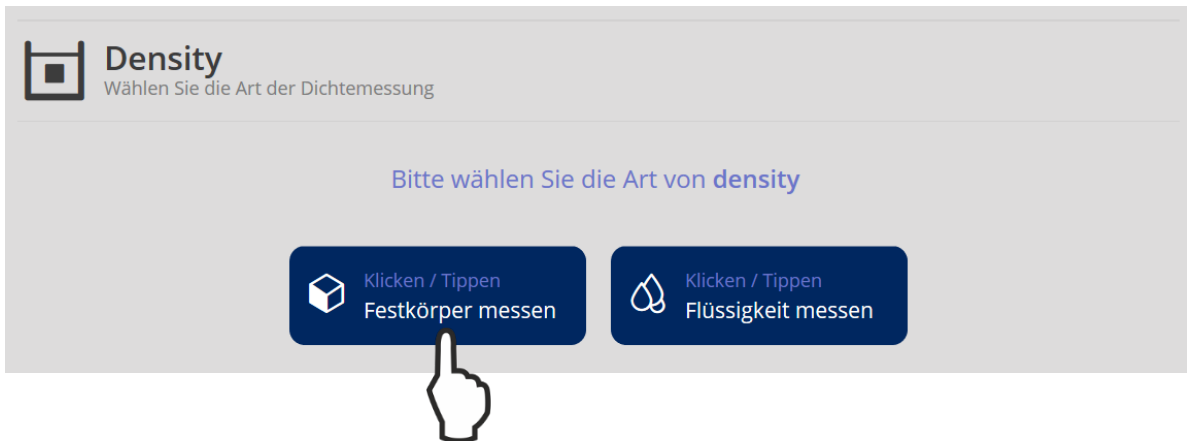 Density
Wählen Sie die Art der Dichtemessung
Bitte wählen Sie die Art von density
Klicken / Tippen
Festkörper messen
Klicken / Tippen
Flüssigkeit messen